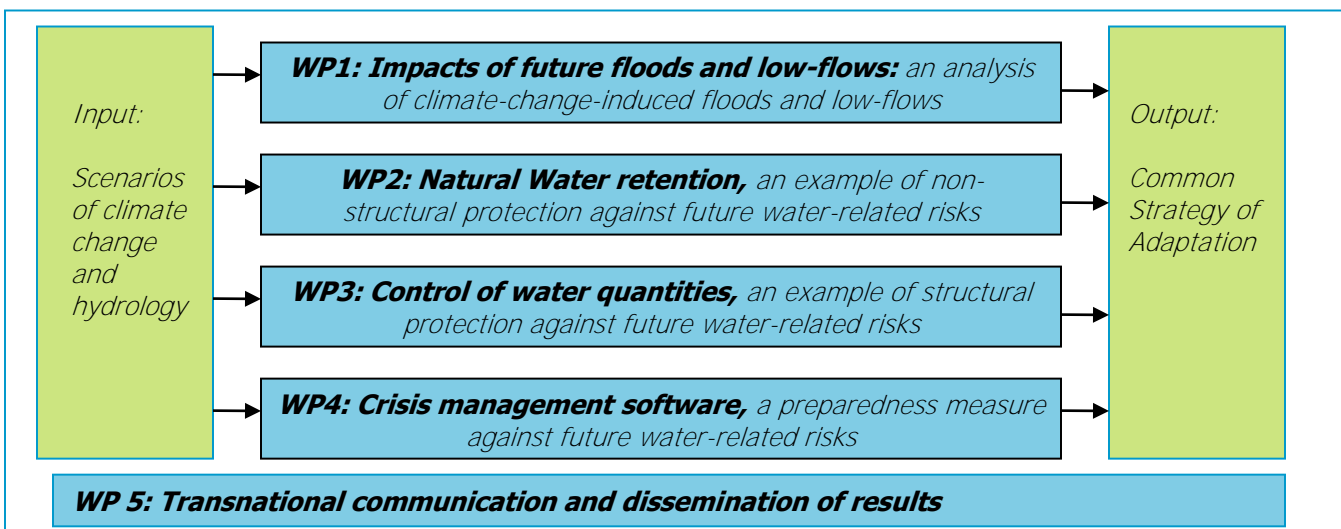 Input:
Scenarios
of climate
change
and
hydrology
WP1: Impacts of future floods and low-flows: an analysis
of climate-change-induced floods and low-flows
WP2: Natural Water retention, an example of non-
structural protection against future water-related risks
WP3: Control of water quantities, an example of structural
protection against future water-related risks
WP4: Crisis management software, a preparedness measure
against future water-related risks
Output:
Common
Strategy of
Adaptation
WP 5: Transnational communication and dissemination of results